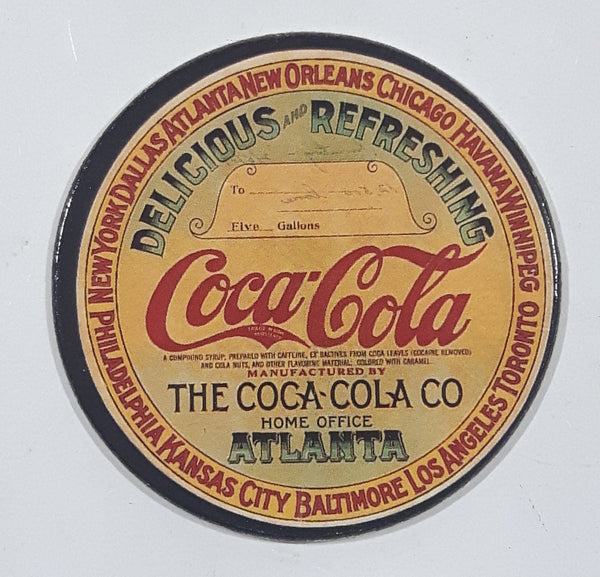 PHILADELPHIA NEW YORK DALLAS ATLANTA NEW ORLEANS CHICAGO HAVANA WINNIPEG TORONTO LOS ANGELES BALTIMORE KANSAS CITY
DELICIOUS AND REFRESHING
To
Five Gallons
Coca-Cola
TRADE MARK
A COMPOUND SYRUP, PREPARED WITH CAFFEINE, EXTRACTIVES FROM COCA LEAVES (COCAINE REMOVED)
AND COLA NUTS, AND OTHER FLAVORING MATERIAL: COLORED WITH CARAMEL
MANUFACTURED BY
THE COCA-COLA CO
HOME OFFICE
ATLANTA